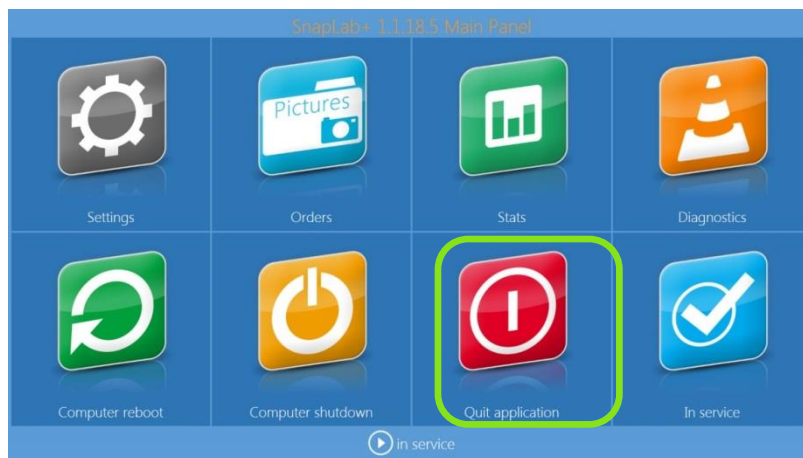 SnapLab+ 1.1.18.5 Main Panel
Pictures
Settings
Orders
Stats
Diagnostics
Computer reboot
Computer shutdown
Quit application
In service
in service